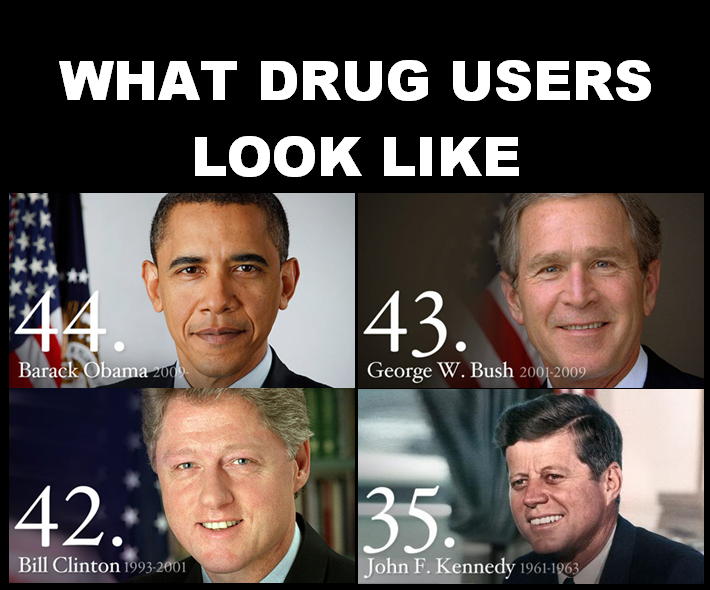 WHAT DRUG USERS
LOOK LIKE
44.
Barack Obama 2009-
43.
George W. Bush 2001-2009
42.
Bill Clinton 1993-2001
35.
John F. Kennedy 1961-1963